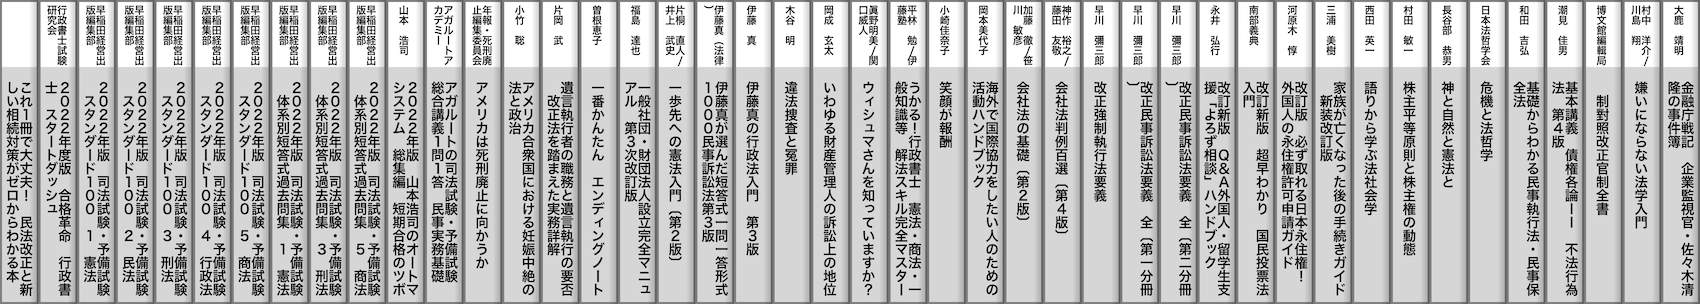 大鹿 靖明
金融庁戦記 企業監視官・佐々木清
隆の事件簿
村中 洋介／
川島 翔
嫌いにならない法学入門
潮見 佳男
基本講義 債権各論ＩＩ 不法行為
法 第４版
博文館編輯局
制對照改正官制全書
和田 吉弘
基礎からわかる民事執行法・民事保
全法
日本法哲学会
危機と法哲学
長谷部 恭男
神と自然と憲法と
村田 敏一
株主平等原則と株主権の動態
西田 英一
語りから学ぶ法社会学
三浦 美樹
家族が亡くなった後の手続きガイド
新装改訂版
河原木 惇
改訂版 必ず取れる日本永住権！
外国人の永住権許可申請ガイド
南部義典
改訂新版 超早わかり 国民投票法
入門
永井 弘行
改訂新版 Ｑ＆Ａ外国人・留学生支
援「よろず相談」ハンドブック
早川 彌三郎
改正民事訴訟法要義 全（第二分冊
）
早川 彌三郎
改正民事訴訟法要義 全（第一分冊
）
早川 彌三郎
改正強制執行法要義
神作 裕之／
藤田 友敬
会社法判例百選（第４版）
加藤 徹／笹
川 敏彦
会社法の基礎（第２版）
岡本美代子
海外で国際協力をしたい人のための
活動ハンドブック
小崎佳奈子
笑顔が報酬
平林 勉／伊
藤塾
うかる！行政書士 憲法・商法・一
般知識等 解法スキル完全マスター
眞野明美／関
口威人
ウィシュマさんを知っていますか？
岡成 玄太
いわゆる財産管理人の訴訟上の地位
木谷 明
違法捜査と冤罪
伊藤 真
伊藤真の行政法入門 第３版
伊藤真（法律
）
伊藤真が選んだ短答式一問一答形式
１０００民事訴訟法第３版
片桐 直人／
井上 武史
一歩先への憲法入門（第２版）
福島 達也
一般社団・財団法人設立完全マニュ
アル 第３次改訂版
曽根恵子
一番かんたん エンディングノート
片岡 武
遺言執行者の職務と遺言執行の要否
改正法を踏まえた実務詳解
小竹 聡
アメリカ合衆国における妊娠中絶の
法と政治
年報・死刑廃
止編集委員会
アメリカは死刑廃止に向かうか
アガルートア
カデミー
アガルートの司法試験・予備試験
総合講義１問１答 民事実務基礎
山本 浩司
２０２２年版 山本浩司のオートマ
システム 総集編 短期合格のツボ
早稲田経営出
版編集部
２０２２年版 司法試験・予備試験
体系別短答式過去問集 ５ 商法
早稲田経営出
版編集部
２０２２年版 司法試験・予備試験
体系別短答式過去問集 ３ 刑法
早稲田経営出
版編集部
２０２２年版 司法試験・予備試験
体系別短答式過去問集 １ 憲法
早稲田経営出
版編集部
２０２２年版 司法試験・予備試験
スタンダード１００ ５ 商法
早稲田経営出
版編集部
２０２２年版 司法試験・予備試験
スタンダード１００ ４ 行政法
早稲田経営出
版編集部
２０２２年版 司法試験・予備試験
スタンダード１００ ３ 刑法
早稲田経営出
版編集部
２０２２年版 司法試験・予備試験
スタンダード１００ ２ 民法
早稲田経営出
版編集部
２０２２年版 司法試験・予備試験
スタンダード１００ １ 憲法
行政書士試験
研究会
２０２２年度版 合格革命 行政書
士 スタートダッシュ
これ１冊で大丈夫！ 民法改正と新
しい相続対策がゼロからわかる本